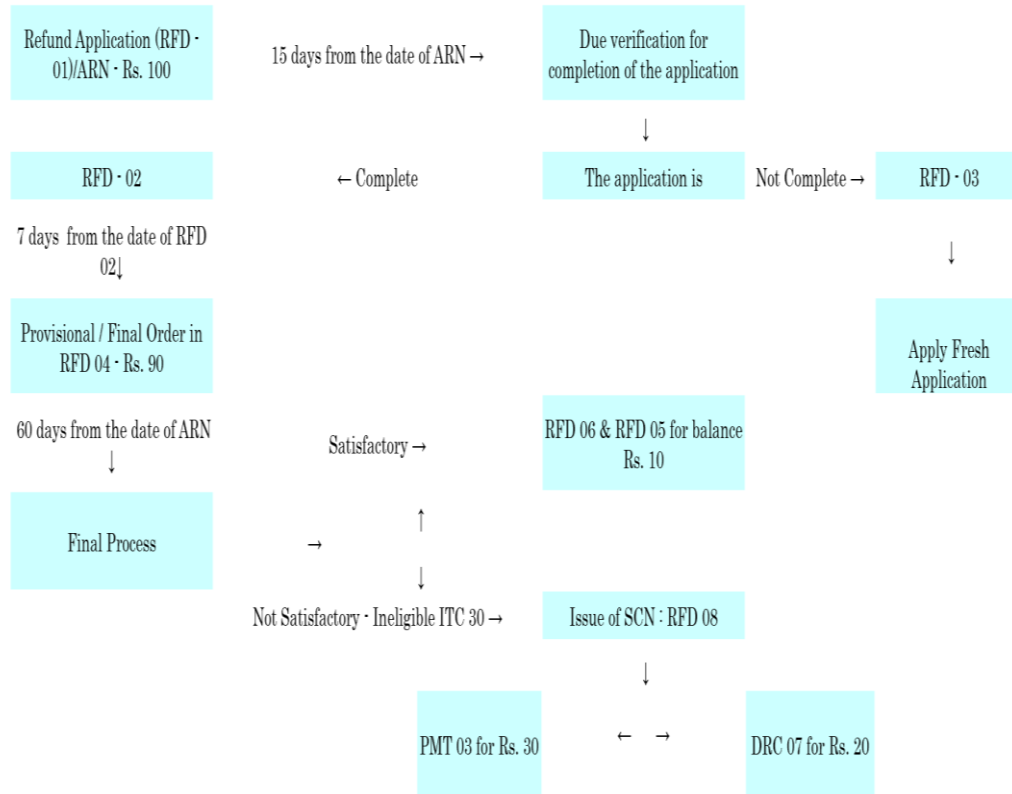 Refund Application (RFD -
01)/ARN - Rs. 100
15 days from the date of ARN →
Due verification for
completion of the application
↓
RFD - 02
← Complete
The application is
Not Complete →
RFD - 03
7 days  from the date of RFD
02↓
↓
Provisional / Final Order in
RFD 04 - Rs. 90
Apply Fresh
Application
60 days from the date of ARN
↓
Satisfactory →
RFD 06 & RFD 05 for balance
Rs. 10
↑
Final Process
→
↓
Not Satisfactory - Ineligible ITC 30 →
Issue of SCN : RFD 08
↓
PMT 03 for Rs. 30
← →
DRC 07 for Rs. 20